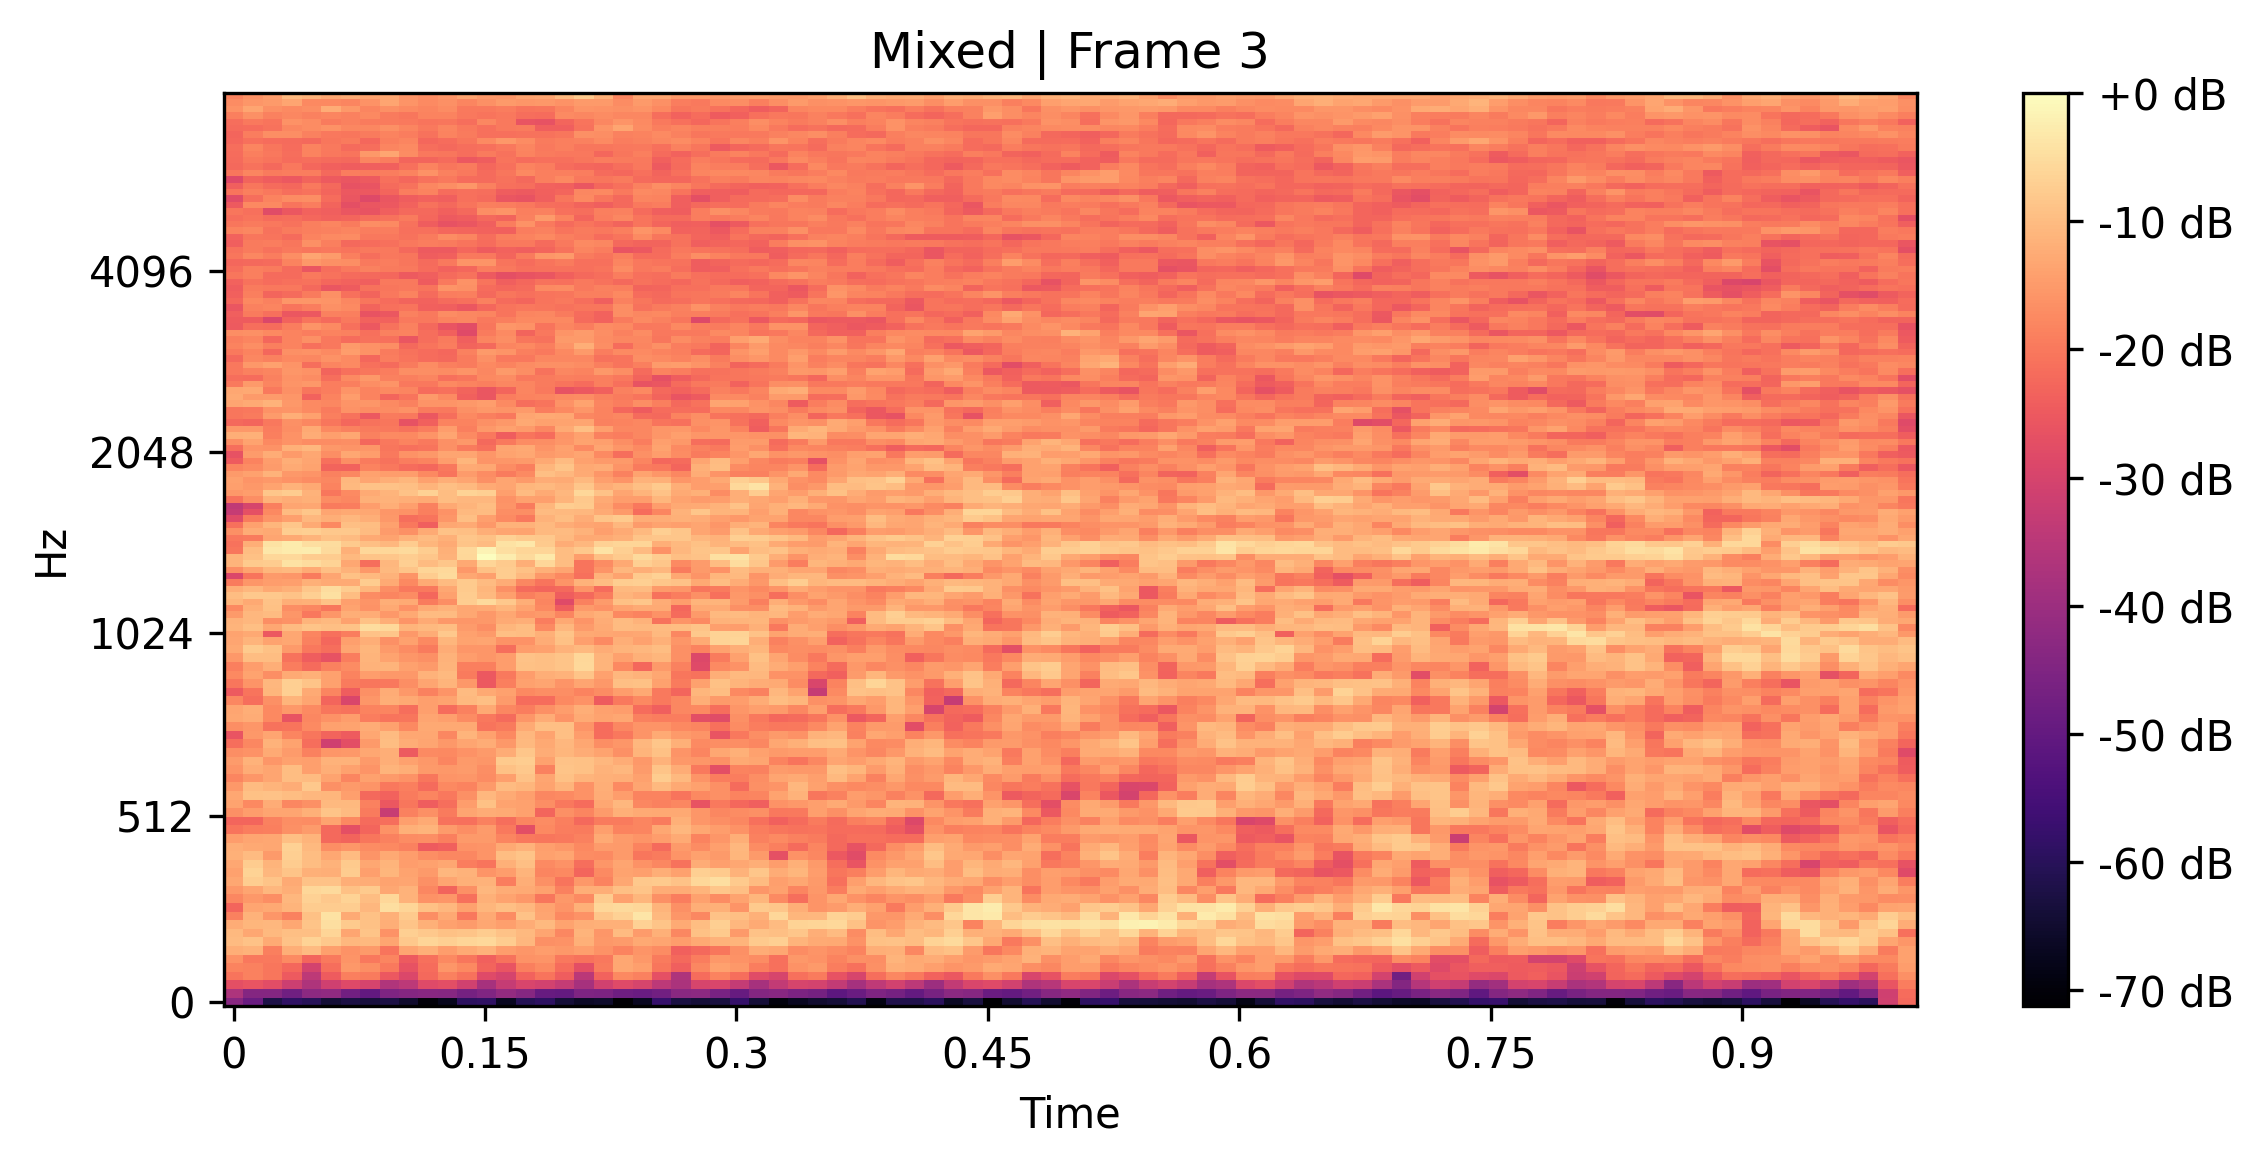 Mixed | Frame 3
+0 dB
-10 dB
-20 dB
-30 dB
-40 dB
-50 dB
-60 dB
-70 dB
4096
2048
1024
512
0
Hz
0 0.15 0.3 0.45 0.6 0.75 0.9
Time